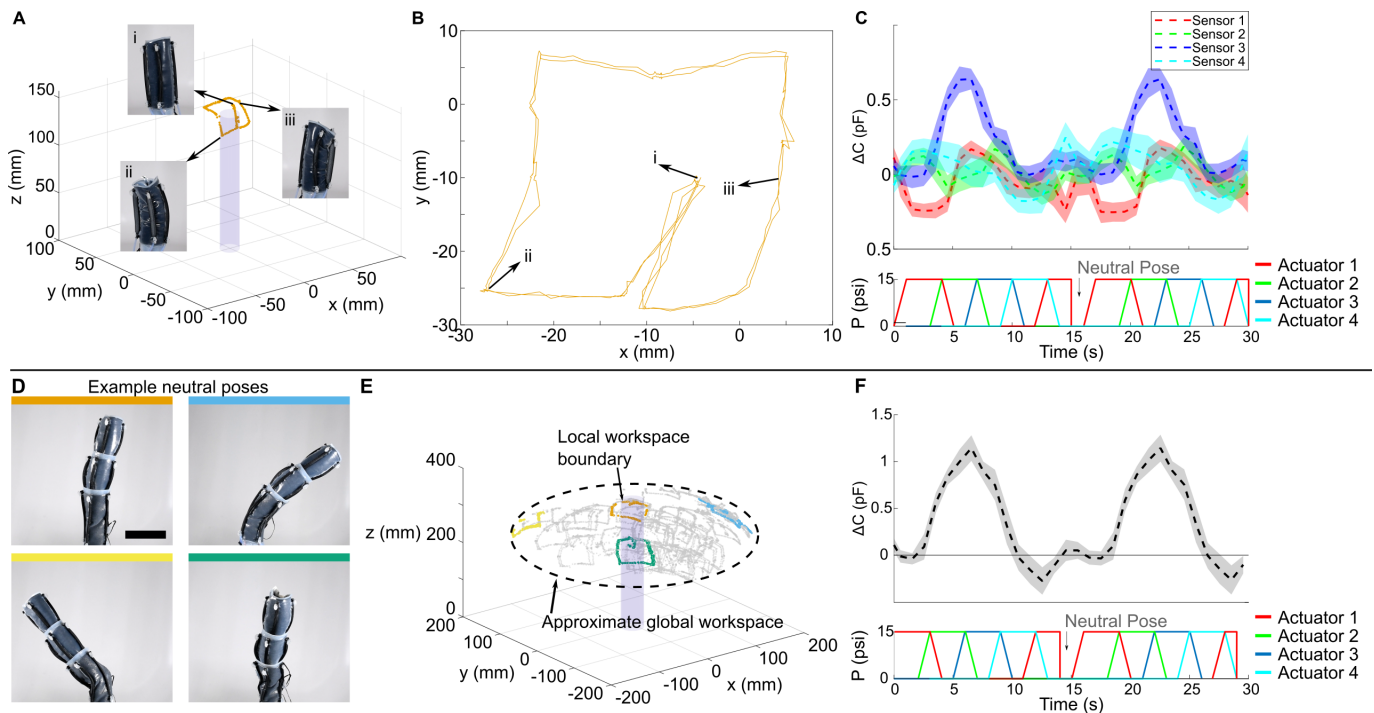 A
i
iii
ii
150
100
50
0
z (mm)
100
50
0
-50
-100
y (mm)
-100
-50
0
50
x (mm)
B
10
0
-10
-20
-30
y (mm)
i
iii
ii
-30
-20
-10
0
10
x (mm)
C
Sensor 1
Sensor 2
Sensor 3
Sensor 4
0.5
0
0.5
ΔC (pF)
Neutral Pose
15
0
P (psi)
0 5 10 15 20 25 30
Time (s)
Actuator 1
Actuator 2
Actuator 3
Actuator 4
D
Example neutral poses
E
Local workspace
boundary
400
300
200
100
0
z (mm)
Approximate global workspace
200
100
0
-100
-200
y (mm)
-200
-100
0
100
200
x (mm)
F
1.5
1
0.5
0
ΔC (pF)
Neutral Pose
15
0
P (psi)
0 5 10 15 20 25 30
Time (s)
Actuator 1
Actuator 2
Actuator 3
Actuator 4